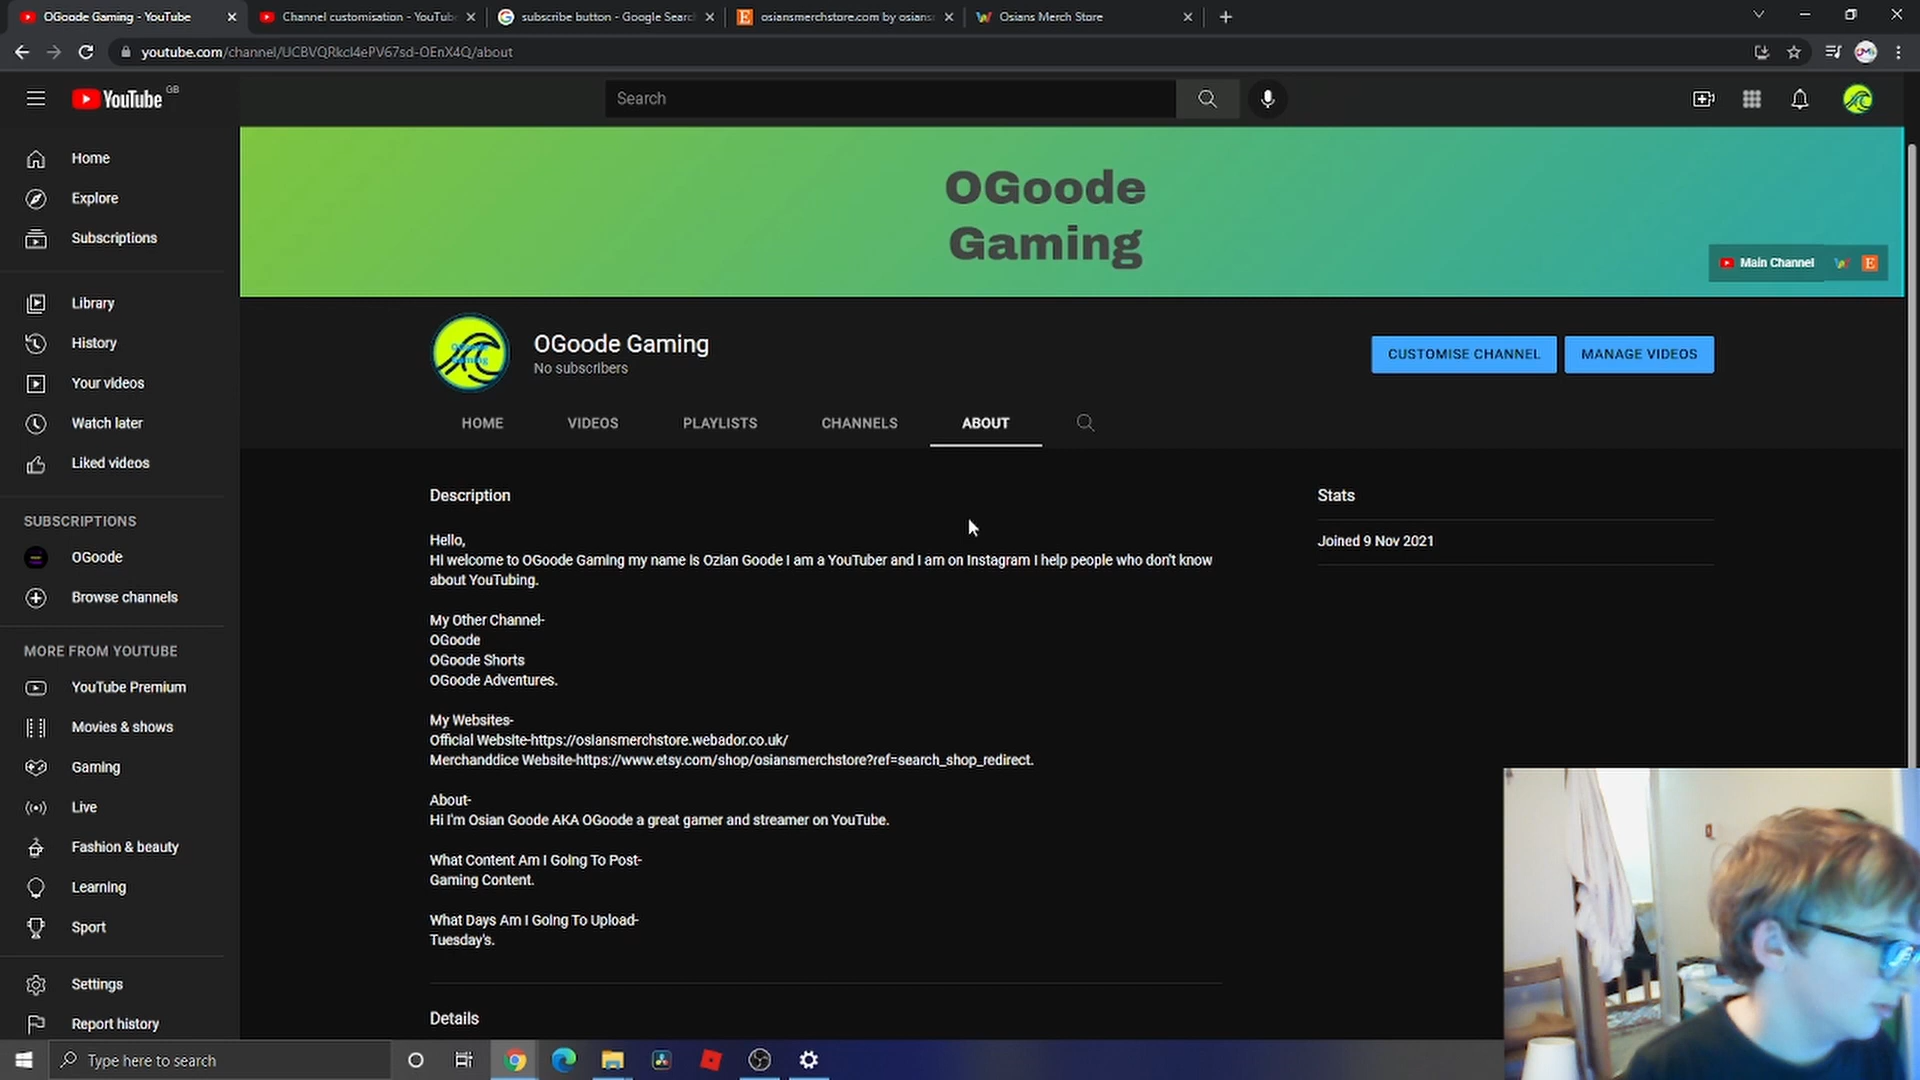 OGoode Gaming - YouTube
Channel customisation - YouTube
subscribe button - Google Search
osiansmerchstore.com by osians
Osians Merch Store
youtube.com/channel/UCBVQRkcI4ePV67sd-OEnX4Q/about
YouTube GB
Search
OGoode
Gaming
Main Channel
OGoode Gaming
No subscribers
CUSTOMISE CHANNEL
MANAGE VIDEOS
HOME
VIDEOS
PLAYLISTS
CHANNELS
ABOUT
Home
Explore
Subscriptions
Library
History
Your videos
Watch later
Liked videos
SUBSCRIPTIONS
OGoode
Browse channels
MORE FROM YOUTUBE
YouTube Premium
Movies & shows
Gaming
Live
Fashion & beauty
Learning
Sport
Settings
Report history
Description
Hello,
Hi welcome to OGoode Gaming my name is Ozian Goode I am a YouTuber and I am on Instagram I help people who don't know
about YouTubing.
My Other Channel-
OGoode
OGoode Shorts
OGoode Adventures.
My Websites-
Official Website-https://osiansmerchstore.webador.co.uk/
Merchanddice Website-https://www.etsy.com/shop/osiansmerchstore?ref=search_shop_redirect.
About-
Hi I'm Osian Goode AKA OGoode a great gamer and streamer on YouTube.
What Content Am I Going To Post-
Gaming Content.
What Days Am I Going To Upload-
Tuesday's.
Details
Stats
Joined 9 Nov 2021
Type here to search